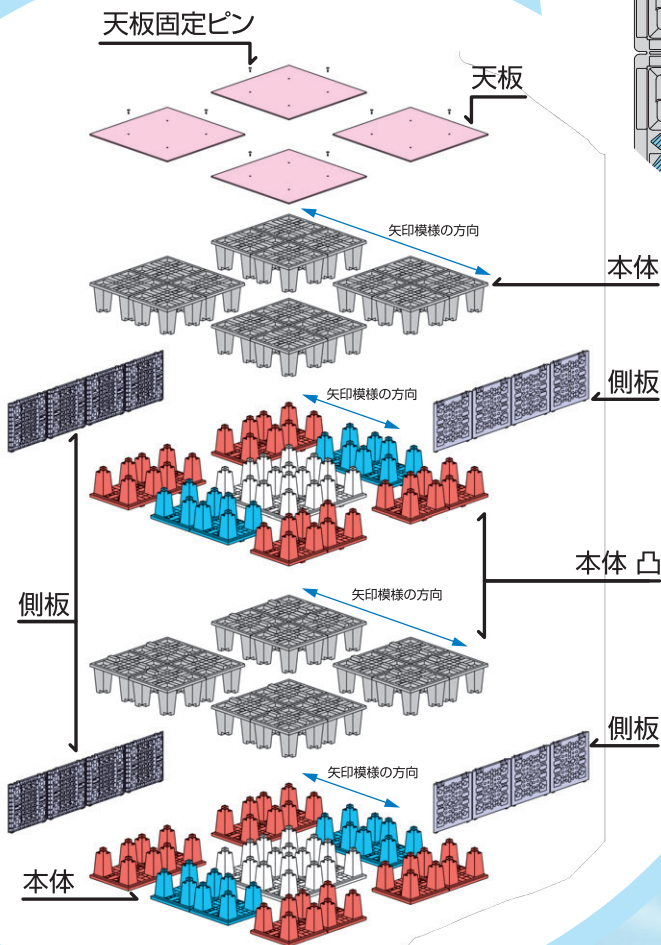 天板固定ピン
天板
矢印模様の方向
本体
側板
矢印模様の方向
本体 凸
矢印模様の方向
側板
側板
矢印模様の方向
本体